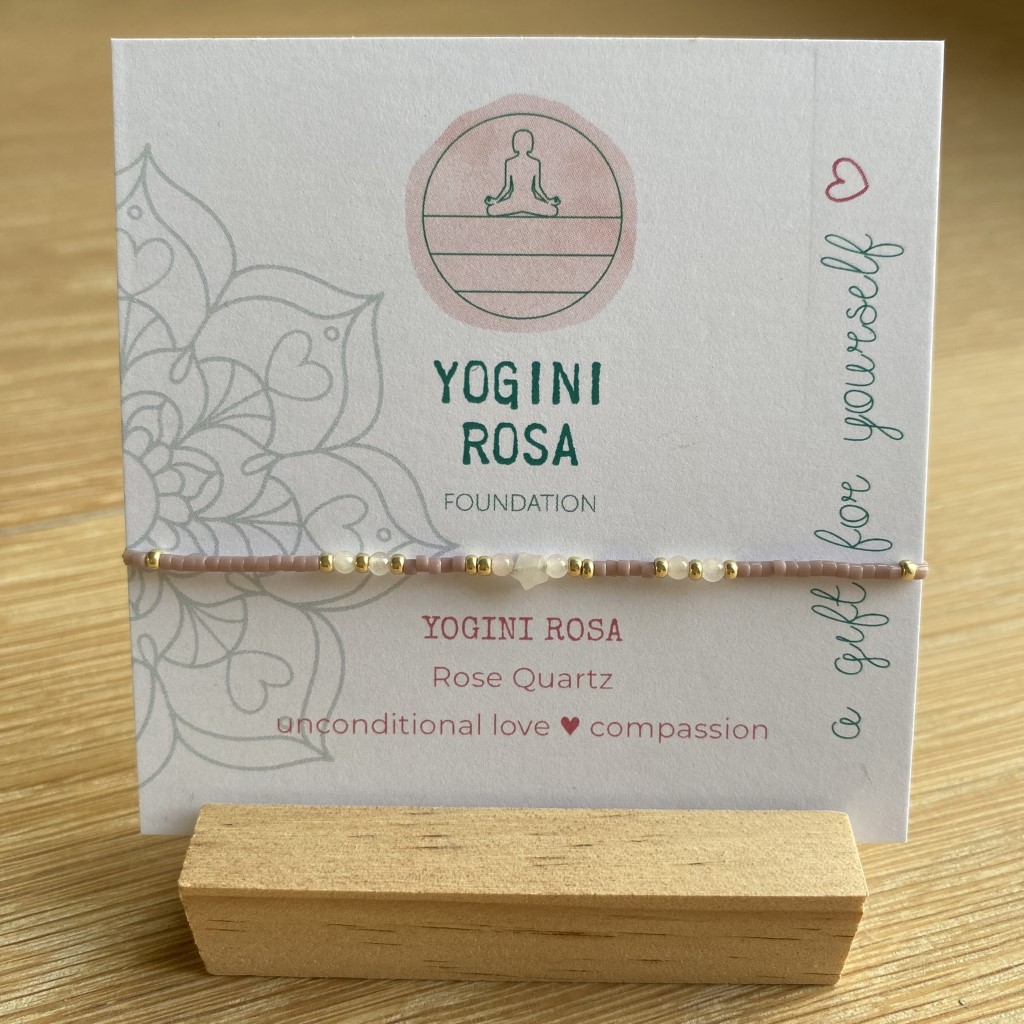 YOGINI
ROSA
FOUNDATION
YOGINI ROSA
Rose Quartz
unconditional love ♥ compassion
a gift for yourself ♡